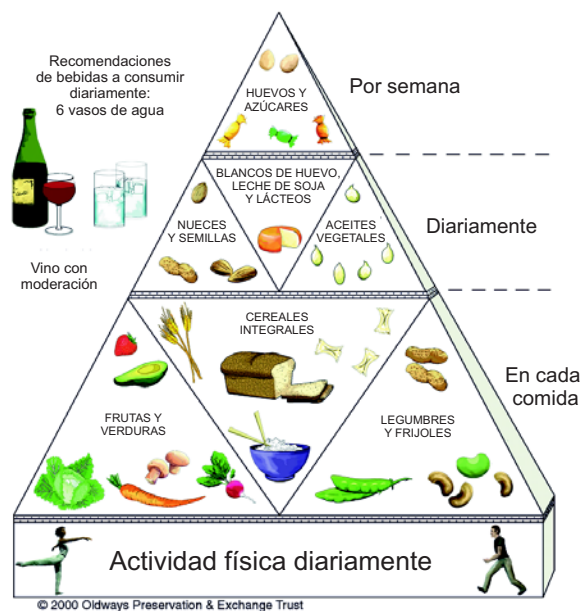 Recomendaciones
de bebidas a consumir
diariamente:
6 vasos de agua
Vino con
moderación
HUEVOS Y
AZÚCARES
Por semana
BLANCOS DE HUEVO,
LECHE DE SOJA
Y LÁCTEOS
NUECES
Y SEMILLAS
ACEITES
VEGETALES
Diariamente
CEREALES
INTEGRALES
FRUTAS Y
VERDURAS
LEGUMBRES
Y FRIJOLES
En cada
comida
Actividad física diariamente
© 2000 Oldways Preservation & Exchange Trust